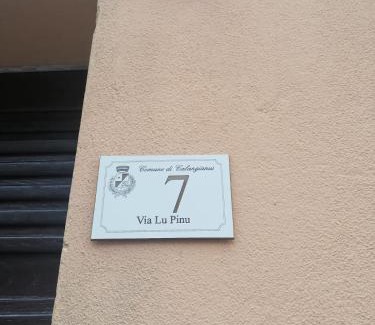 Comune di Calangianus
7
Via Lu Pinu